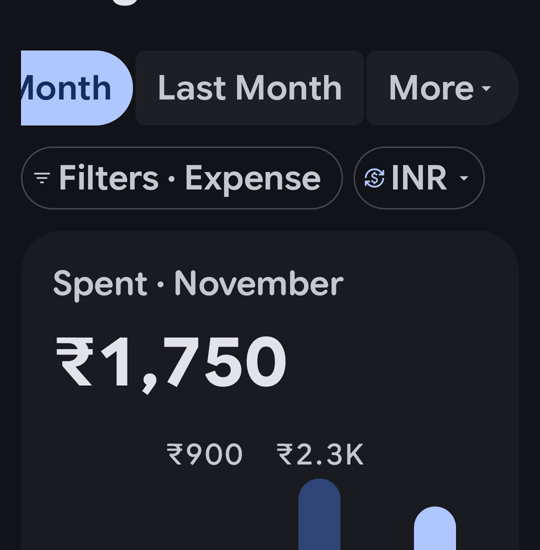 Month Last Month More
Filters · Expense INR
Spent · November
₹1,750
₹900 ₹2.3K